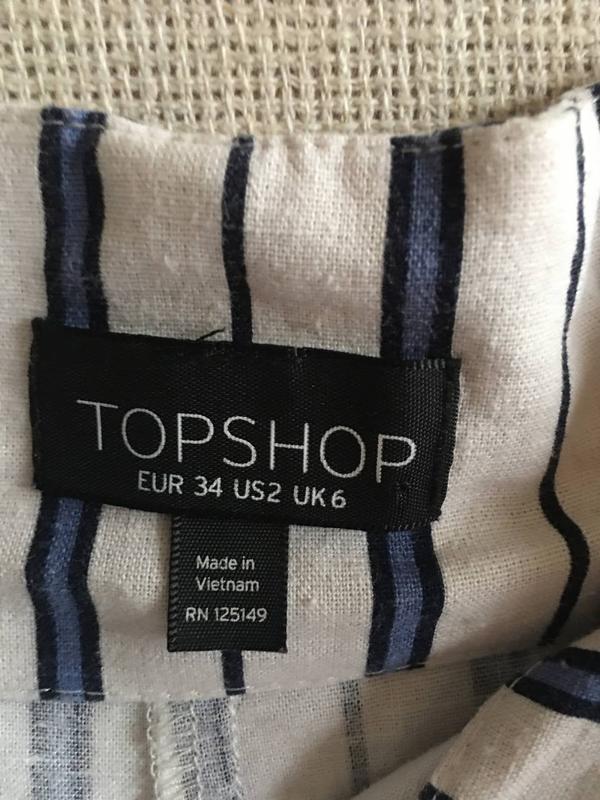 TOPSHOP
EUR 34 US2 UK6
Made in
Vietnam
RN 125149